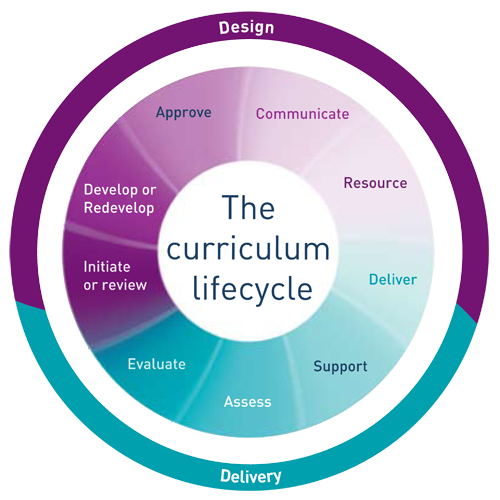 Design
Approve
Communicate
Develop or
Redevelop
Resource
The
curriculum
lifecycle
Initiate
or review
Deliver
Evaluate
Support
Assess
Delivery